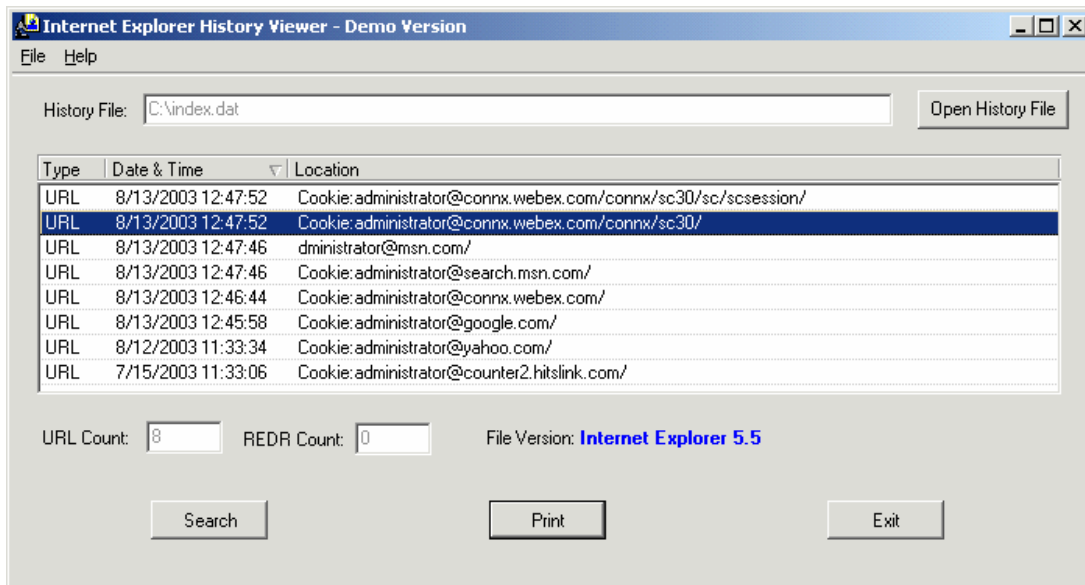 Internet Explorer History Viewer - Demo Version
File Help
History File: C:\index.dat Open History File
Type Date & Time Location
URL 8/13/2003 12:47:52 Cookie:administrator@connx.webex.com/connx/sc30/sc/scsession/
URL 8/13/2003 12:47:52 Cookie:administrator@connx.webex.com/connx/sc30/
URL 8/13/2003 12:47:46 dministrator@msn.com/
URL 8/13/2003 12:47:46 Cookie:administrator@search.msn.com/
URL 8/13/2003 12:46:44 Cookie:administrator@connx.webex.com/
URL 8/13/2003 12:45:58 Cookie:administrator@google.com/
URL 8/12/2003 11:33:34 Cookie:administrator@yahoo.com/
URL 7/15/2003 11:33:06 Cookie:administrator@counter2.hitslink.com/
URL Count: 8 REDR Count: 0 File Version: Internet Explorer 5.5
Search Print Exit